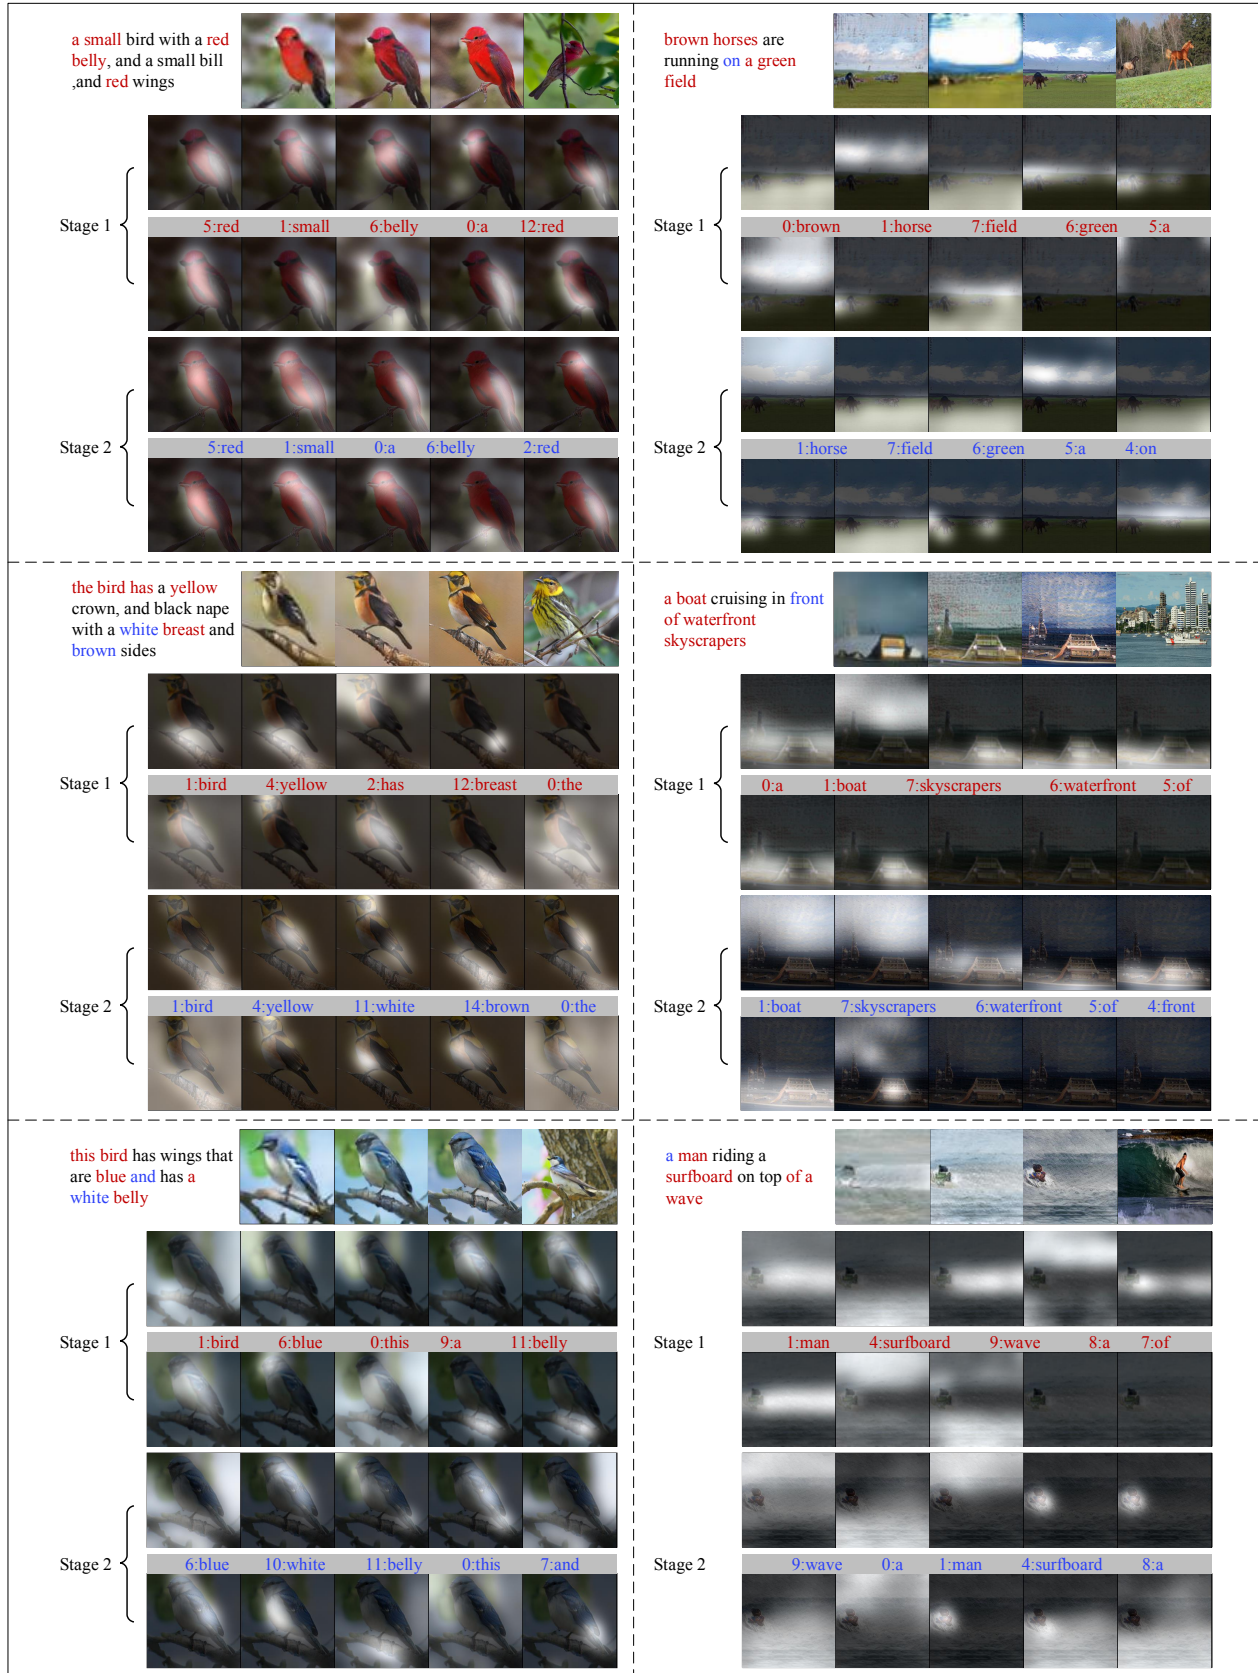 a small bird with a red
belly, and a small bill
,and red wings
Stage 1
5:red 1:small 6:belly 0:a 12:red
Stage 2
5:red 1:small 0:a 6:belly 2:red
brown horses are
running on a green
field
Stage 1
0:brown 1:horse 7:field 6:green 5:a
Stage 2
1:horse 7:field 6:green 5:a 4:on
the bird has a yellow
crown, and black nape
with a white breast and
brown sides
Stage 1
1:bird 4:yellow 2:has 12:breast 0:the
Stage 2
1:bird 4:yellow 11:white 14:brown 0:the
a boat cruising in front
of waterfront
skyscrapers
Stage 1
0:a 1:boat 7:skyscrapers 6:waterfront 5:of
Stage 2
1:boat 7:skyscrapers 6:waterfront 5:of 4:front
this bird has wings that
are blue and has a
white belly
Stage 1
1:bird 6:blue 0:this 9:a 11:belly
Stage 2
6:blue 10:white 11:belly 0:this 7:and
a man riding a
surfboard on top of a
wave
Stage 1
1:man 4:surfboard 9:wave 8:a 7:of
Stage 2
9:wave 0:a 1:man 4:surfboard 8:a